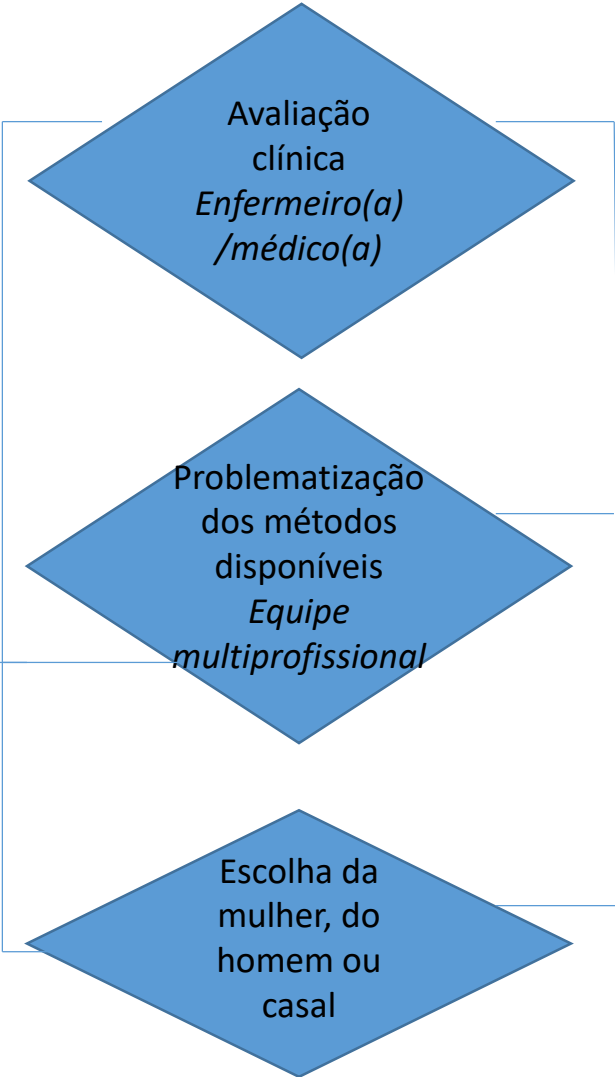 Avaliação
clínica
Enfermeiro(a)
/médico(a)
Problematização
dos métodos
disponíveis
Equipe
multiprofissional
Escolha da
mulher, do
homem ou
casal